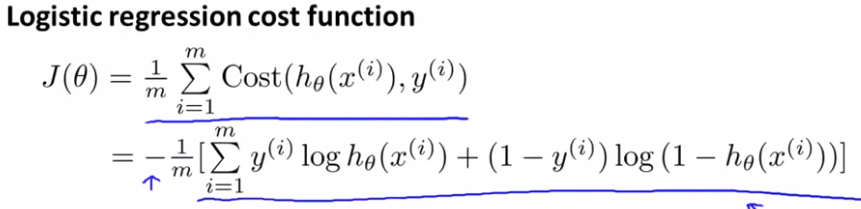 Logistic regression cost function
J(θ) = 1/m ∑_{i=1}^{m} Cost(h_θ(x^{(i)}), y^{(i)})
= −1/m [∑_{i=1}^{m} y^{(i)} log h_θ(x^{(i)}) + (1 − y^{(i)}) log (1 − h_θ(x^{(i)}))]